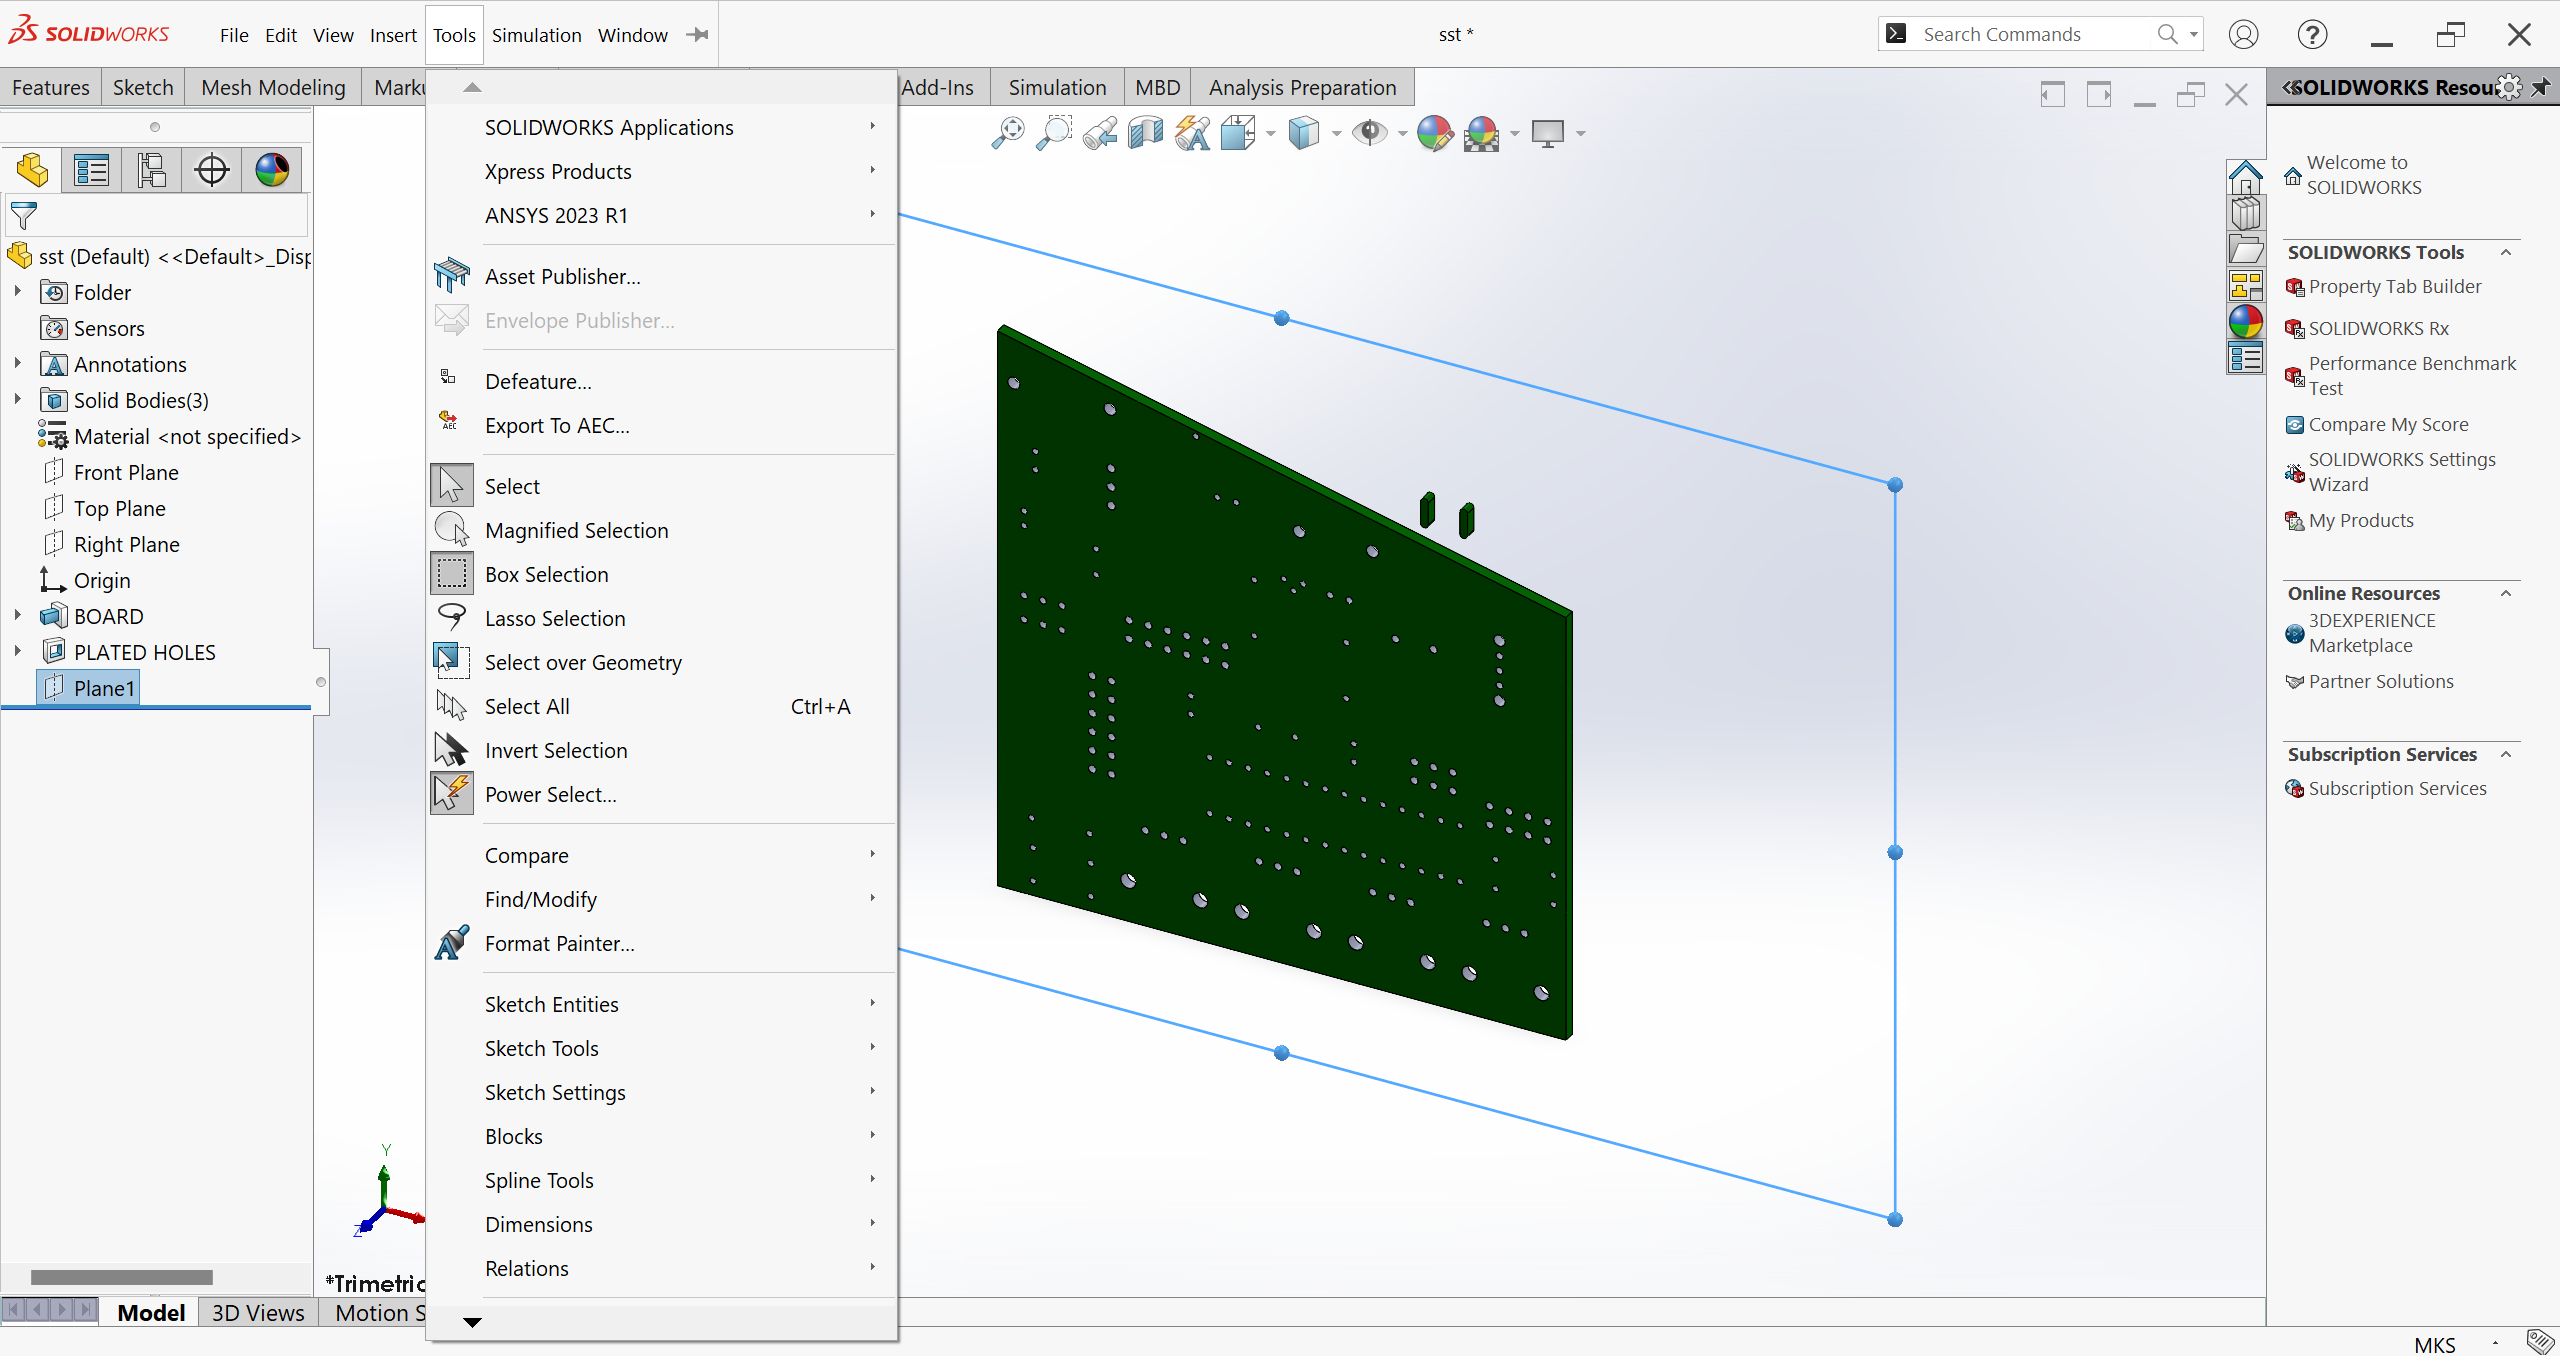 SOLIDWORKS File Edit View Insert Tools Simulation Window sst * Search Commands
Features Sketch Mesh Modeling Add-Ins Simulation MBD Analysis Preparation SOLIDWORKS
sst (Default) <<Default>
Folder
Sensors
Annotations
Solid Bodies(3)
Material <not specified>
Front Plane
Top Plane
Right Plane
Origin
BOARD
PLATED HOLES
Plane1
SOLIDWORKS Applications
Xpress Products
ANSYS 2023 R1
Asset Publisher...
Envelope Publisher...
Defeature...
AEC Export To AEC...
Select
Magnified Selection
Box Selection
Lasso Selection
Select over Geometry
Select All Ctrl+A
Invert Selection
Power Select...
Compare
Find/Modify
Format Painter...
Sketch Entities
Sketch Tools
Sketch Settings
Blocks
Spline Tools
Dimensions
Relations
Y
Z
*Trimetric
Model 3D Views Motion S
Welcome to
SOLIDWORKS
SOLIDWORKS Tools
Property Tab Builder
SOLIDWORKS Rx
Performance Benchmark
Test
Compare My Score
SOLIDWORKS Settings
Wizard
My Products
Online Resources
3DEXPERIENCE
Marketplace
Partner Solutions
Subscription Services
Subscription Services
MKS